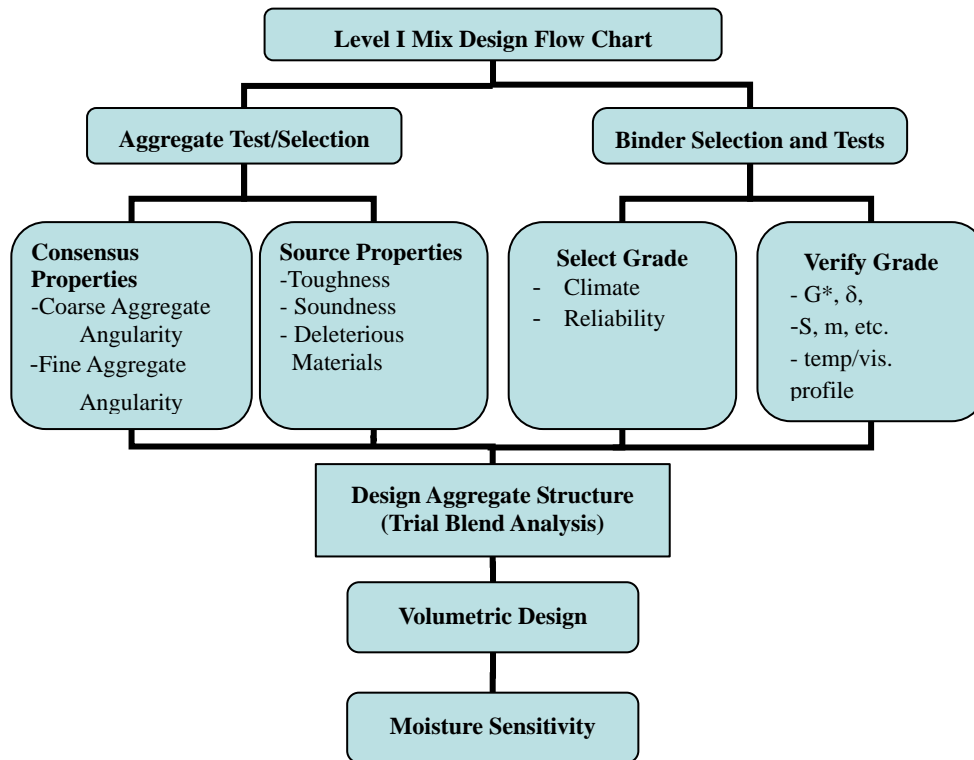 Level I Mix Design Flow Chart
Aggregate Test/Selection
Binder Selection and Tests
Consensus
Properties
-Coarse Aggregate
Angularity
-Fine Aggregate
Angularity
Source Properties
-Toughness
- Soundness
- Deleterious
Materials
Select Grade
- Climate
- Reliability
Verify Grade
- G*, δ,
-S, m, etc.
- temp/vis.
profile
Design Aggregate Structure
(Trial Blend Analysis)
Volumetric Design
Moisture Sensitivity